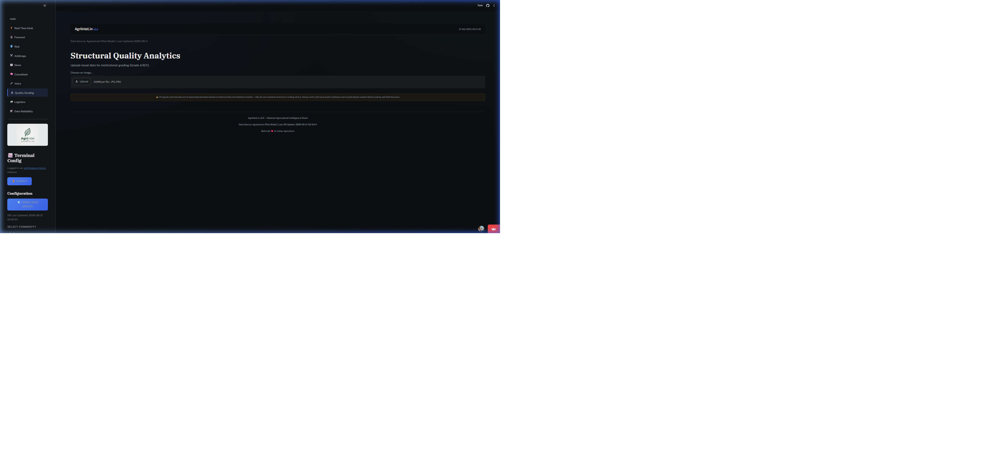 Fork
main
Real Time Desk
Forecast
Risk
Arbitrage
News
Consultant
Voice
Quality Grading
Logistics
Data Reliability
AgriIntel
Terminal
Config
Logged in as: admin@agriintel.in
(Admin)
LOGOUT
Configuration
FORCE DATA
UPDATE
DB Last Updated: 2026-09-21
02:16:44
SELECT COMMODITY
AgriIntel.in v2.0
21 Sep 2026 | 02:21:26
Data Source: Agmarknet (Pilot Mode) | Last Updated: 2026-09-11
Structural Quality Analytics
Upload visual data for institutional grading (Grade A/B/C).
Choose an image...
Upload
200MB per file • JPG, PNG
All signals and forecasts are AI-generated estimates based on historical data and statistical models — they do not constitute financial or trading advice. Always verify with local mandi conditions and consult domain experts before making sell/hold decisions.
AgriIntel.in v2.0 — National Agricultural Intelligence Stack
Data Source: Agmarknet (Pilot Mode) | Last DB Update: 2026-09-21 02:16:44
Built with ❤️ for Indian Agriculture